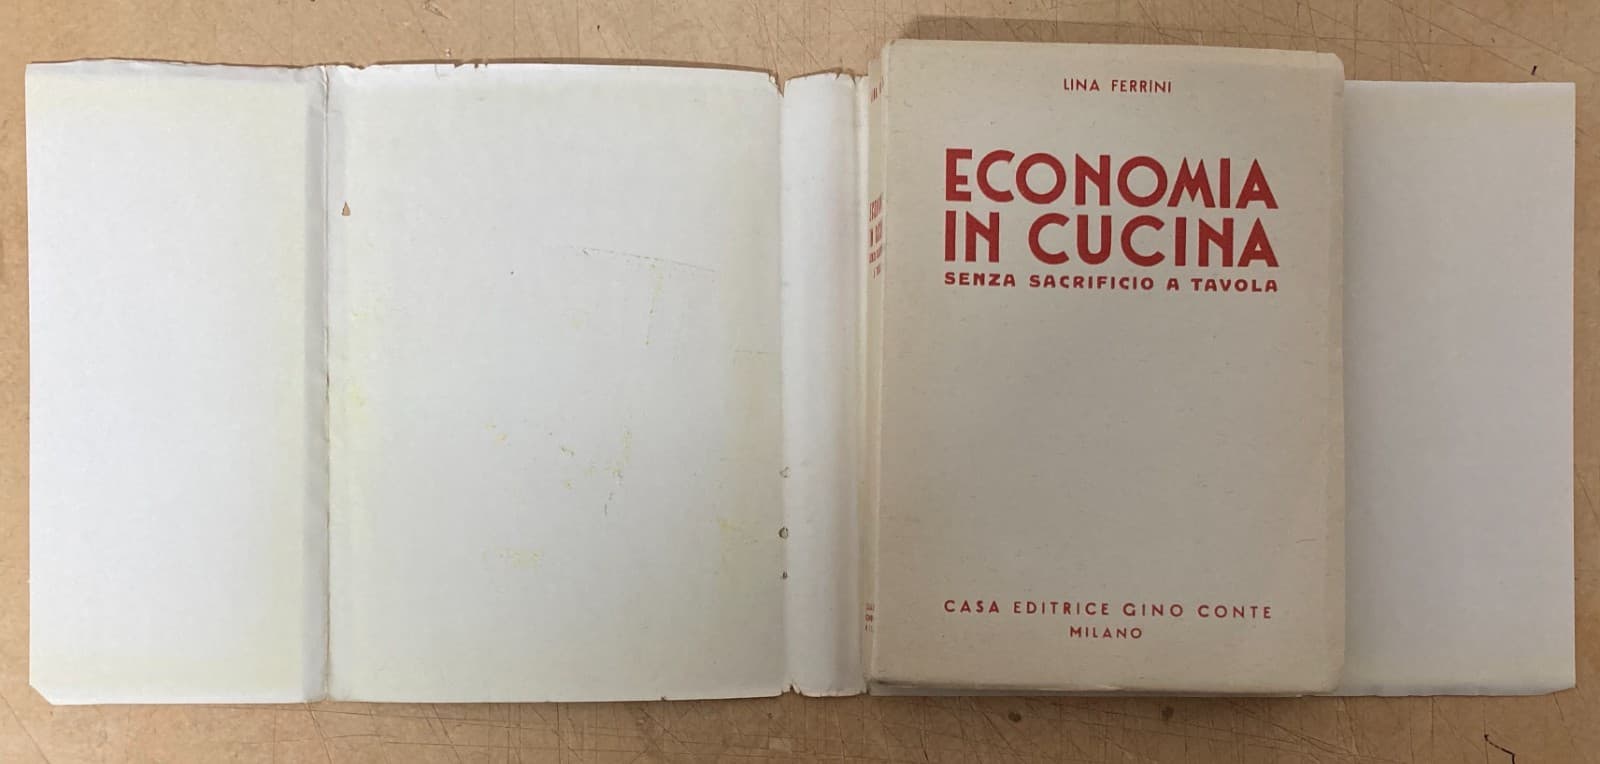 LINA FERRINI
ECONOMIA
IN CUCINA
SENZA SACRIFICIO A TAVOLA
CASA EDITRICE GINO CONTE
MILANO